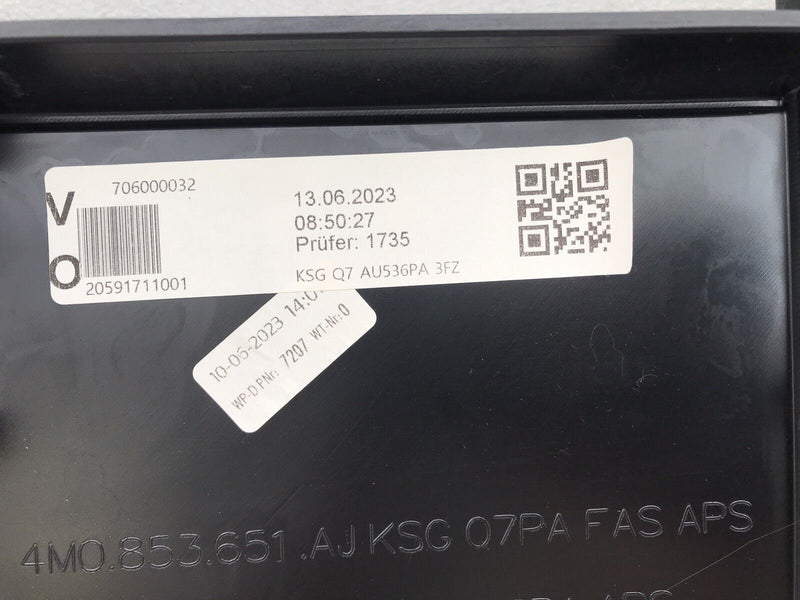 V
O
706000032
20591711001
13.06.2023
08:50:27
Prüfer: 1735
KSG Q7 AU536PA 3FZ
10-06-2023
WP-D PNr: 7207 WT-Nr: 0
4M0.853.651.AJ KSG Q7PA FAS APS
APS